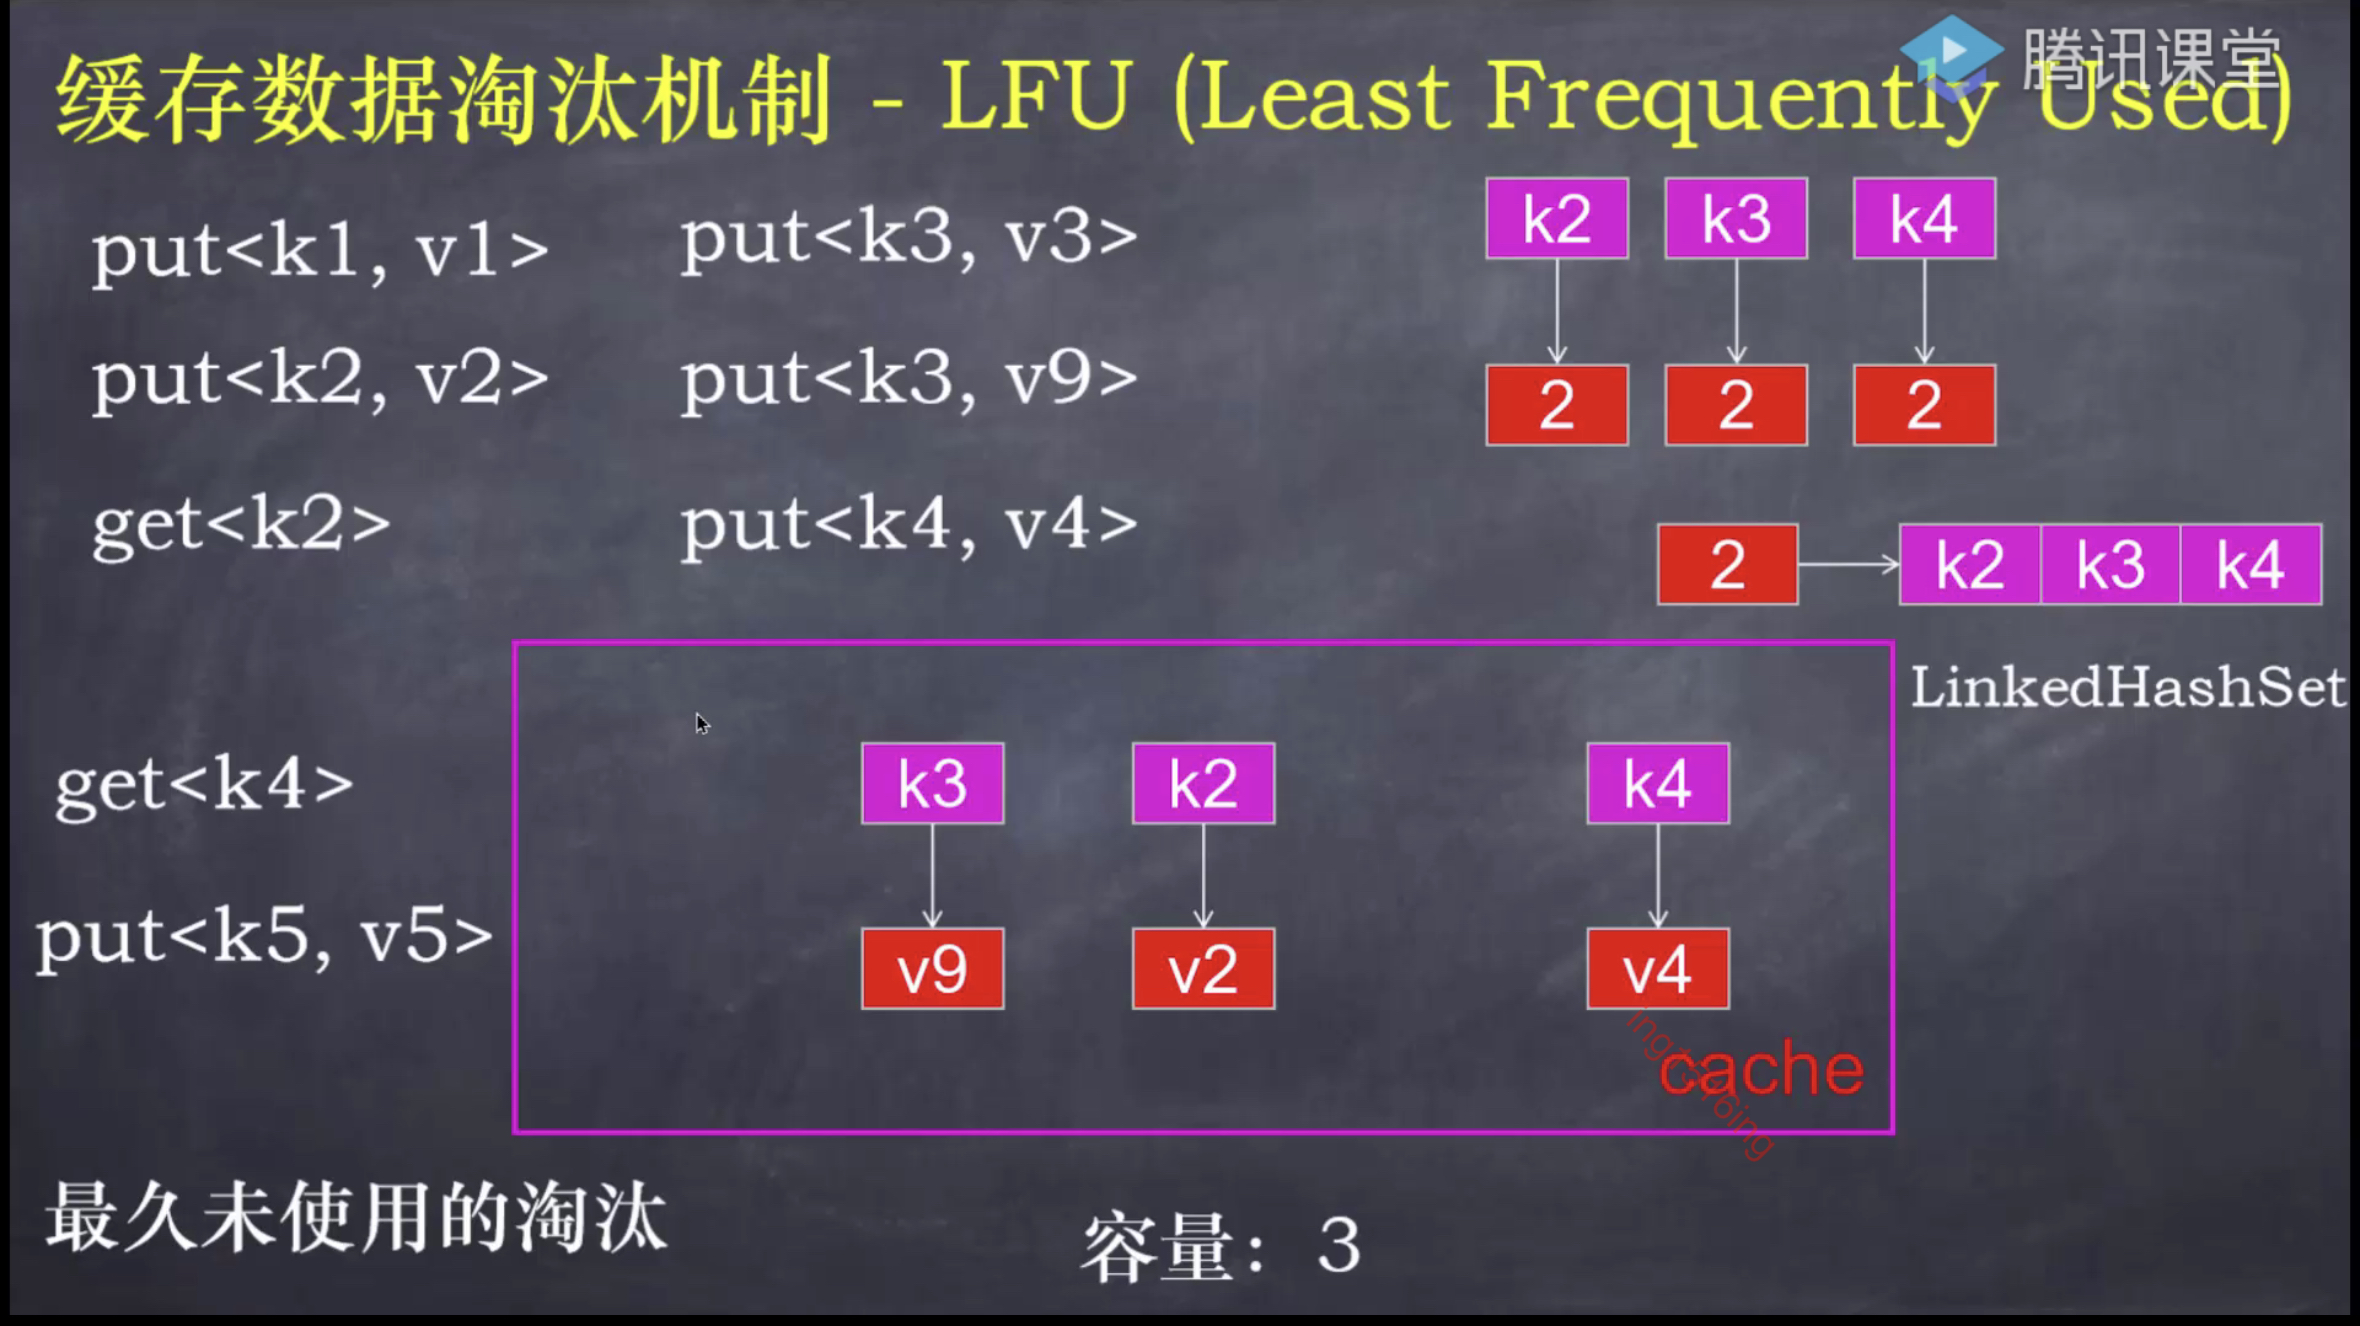 缓存数据淘汰机制 - LFU (Least Frequently Used)
腾讯课堂
put<k1, v1>
put<k3, v3>
put<k2, v2>
put<k3, v9>
get<k2>
put<k4, v4>
k2 k3 k4
2 2 2
2 k2 k3 k4
LinkedHashSet
get<k4>
put<k5, v5>
k3 k2 k4
v9 v2 v4
cache
最久未使用的淘汰
容量：3